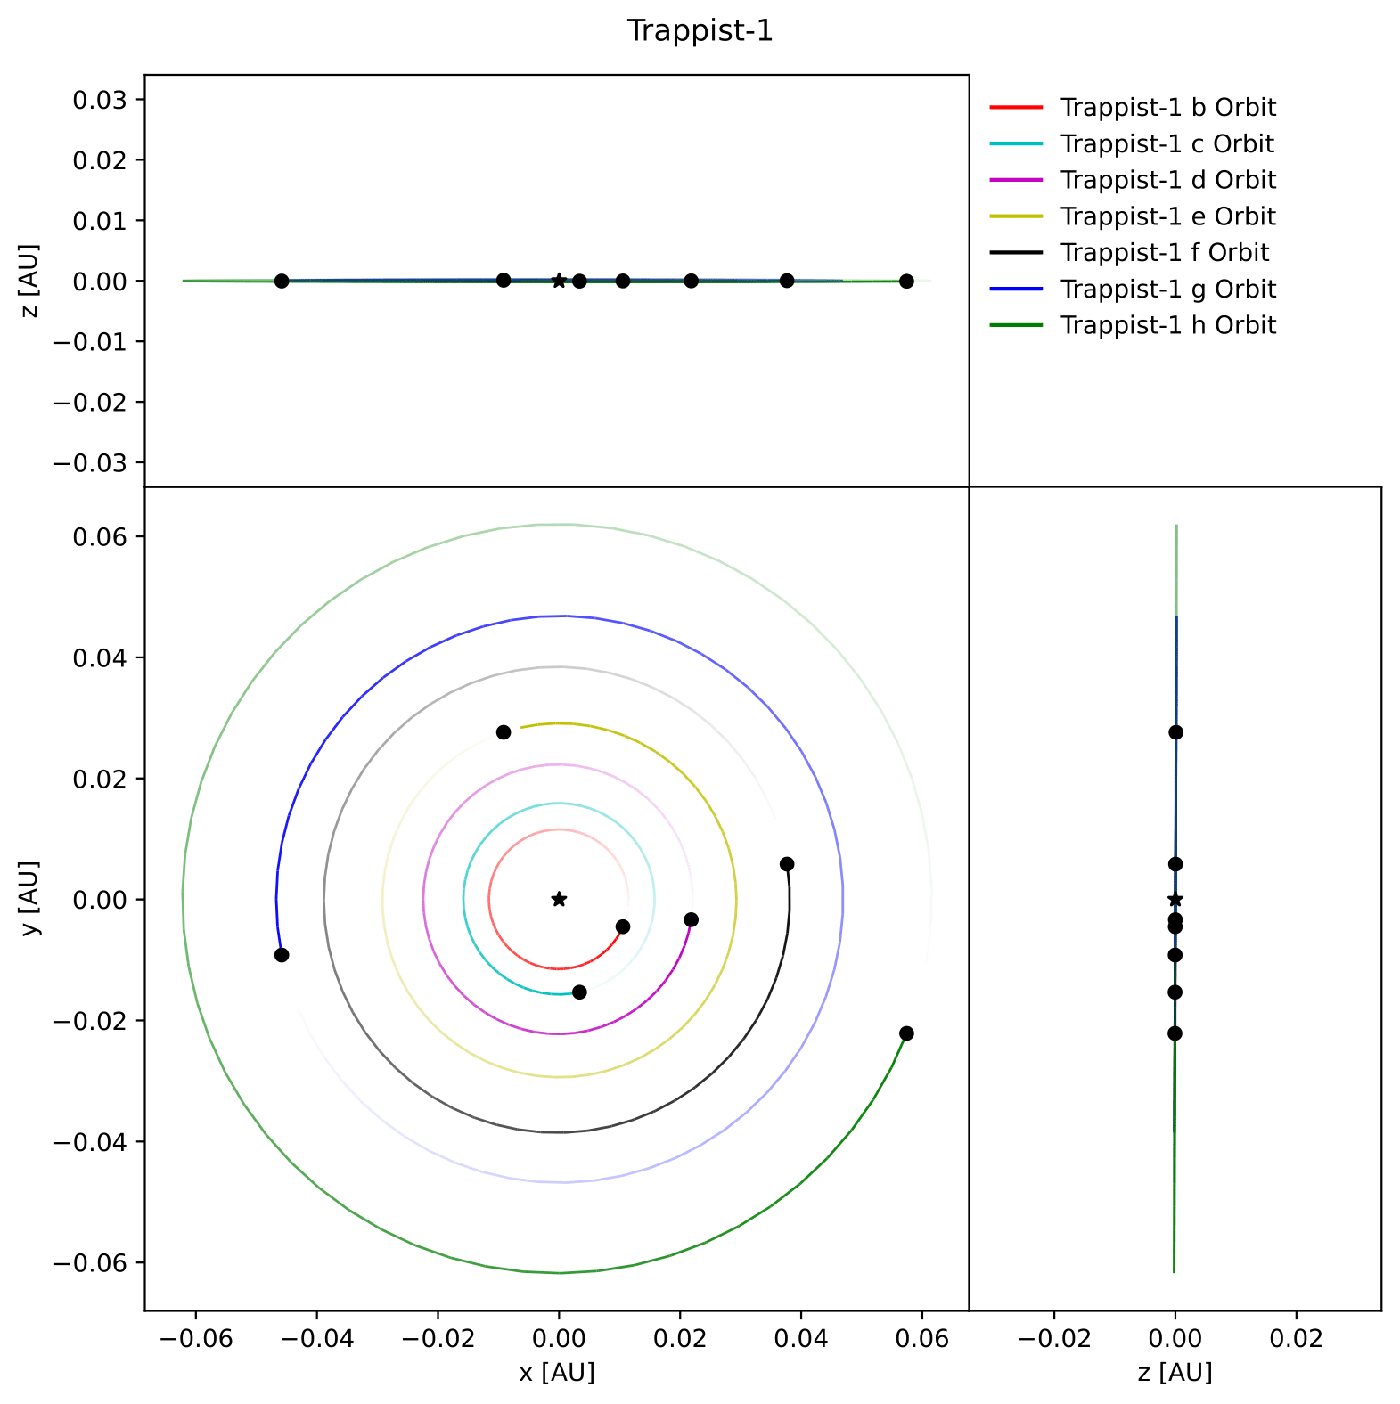 Trappist-1
0.03
0.02
0.01
0.00
−0.01
−0.02
−0.03
z [AU]
Trappist-1 b Orbit
Trappist-1 c Orbit
Trappist-1 d Orbit
Trappist-1 e Orbit
Trappist-1 f Orbit
Trappist-1 g Orbit
Trappist-1 h Orbit
0.06
0.04
0.02
0.00
−0.02
−0.04
−0.06
y [AU]
−0.06 −0.04 −0.02 0.00 0.02 0.04 0.06
x [AU]
−0.02 0.00 0.02
z [AU]